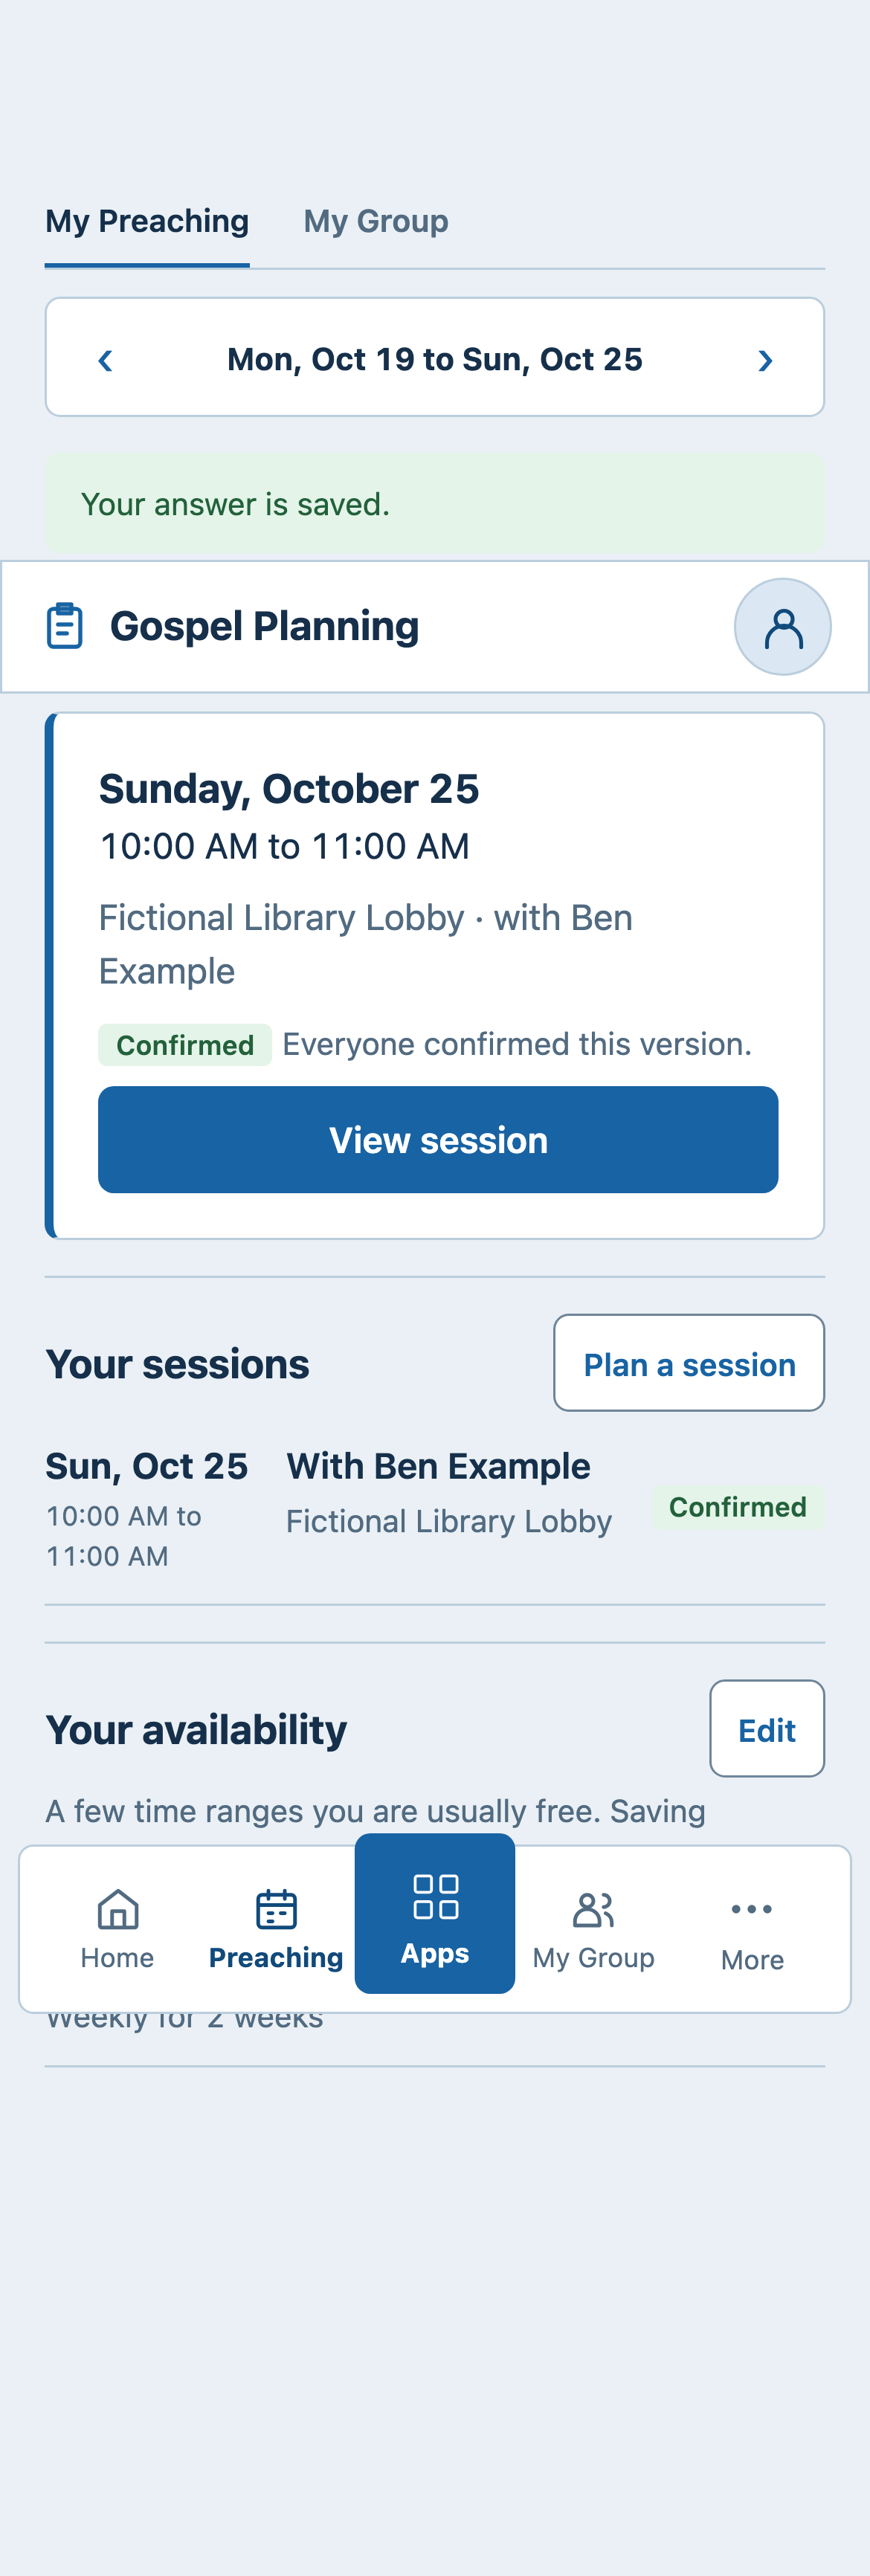 My Preaching
My Group
‹
Mon, Oct 19 to Sun, Oct 25
›
Your answer is saved.
Gospel Planning
Sunday, October 25
10:00 AM to 11:00 AM
Fictional Library Lobby · with Ben
Example
Confirmed Everyone confirmed this version.
View session
Your sessions
Plan a session
Sun, Oct 25
10:00 AM to
11:00 AM
With Ben Example
Fictional Library Lobby
Confirmed
Your availability
Edit
A few time ranges you are usually free. Saving
Home
Preaching
Apps
My Group
More
Weekly for 2 weeks